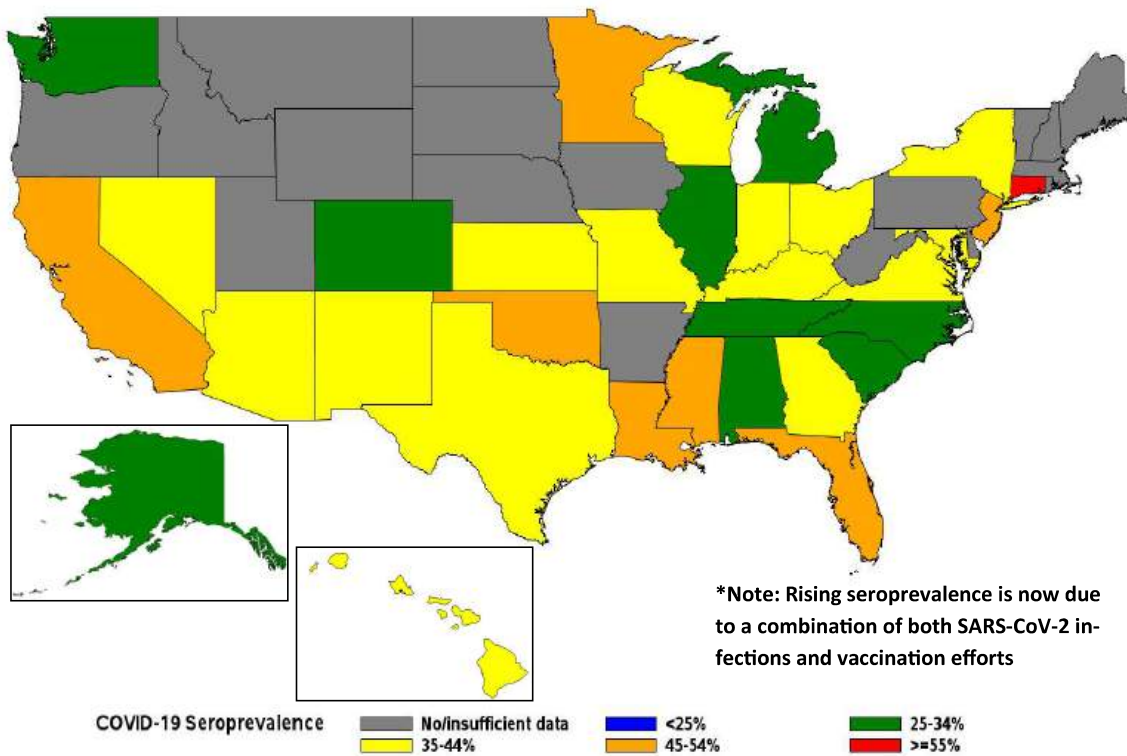 *Note: Rising seroprevalence is now due
to a combination of both SARS-CoV-2 in-
fections and vaccination efforts
COVID-19 Seroprevalence No/insufficient data <25% 25-34%
35-44% 45-54% >=55%